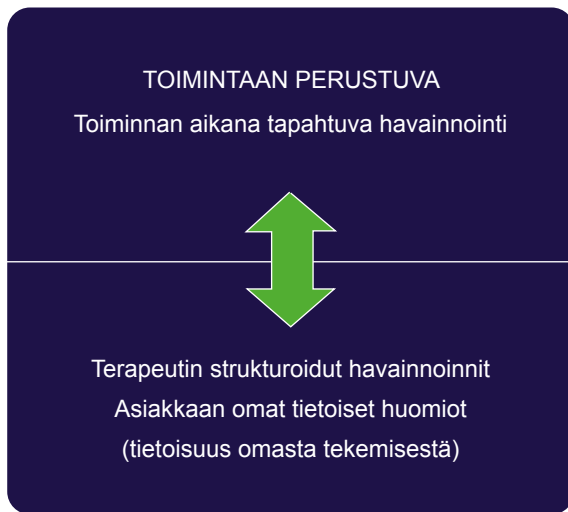 TOIMINTAAN PERUSTUVA
Toiminnan aikana tapahtuva havainnointi
Terapeutin strukturoidut havainnoinnit
Asiakkaan omat tietoiset huomiot
(tietoisuus omasta tekemisestä)